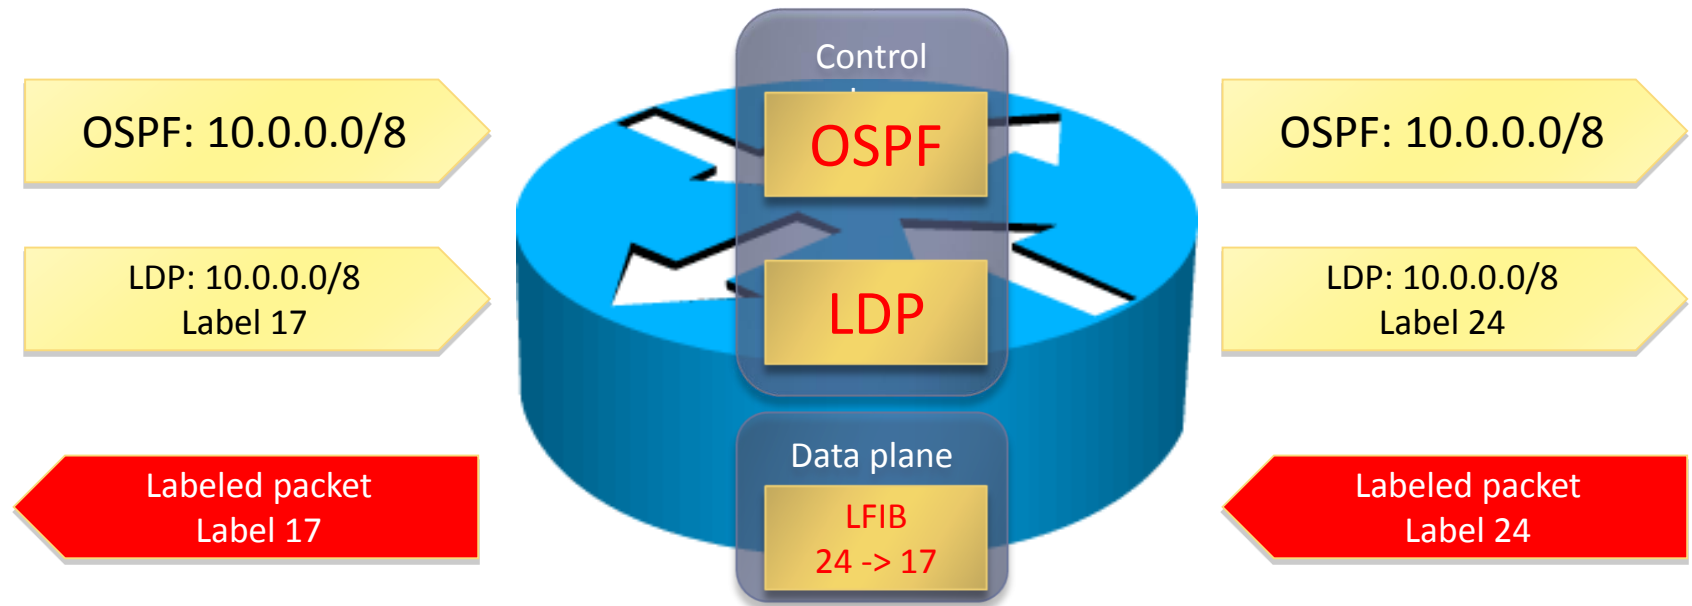 Control
OSPF: 10.0.0.0/8
OSPF
OSPF: 10.0.0.0/8
LDP: 10.0.0.0/8
Label 17
LDP
LDP: 10.0.0.0/8
Label 24
Data plane
Labeled packet
Label 17
LFIB
24 -> 17
Labeled packet
Label 24